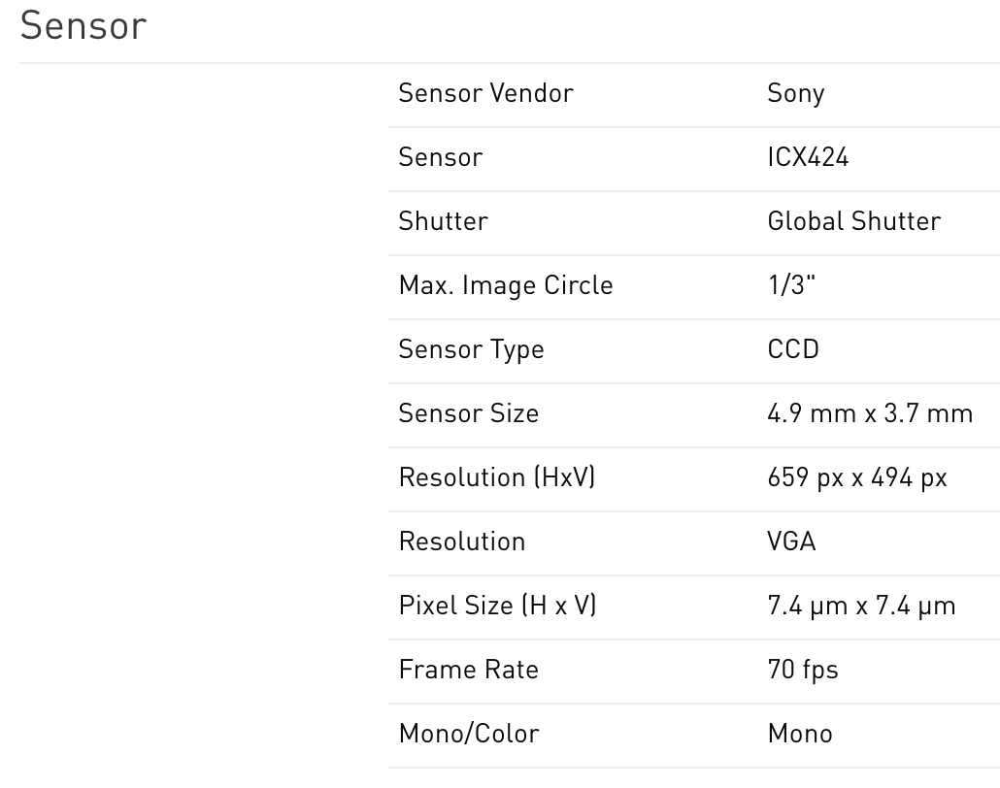 Sensor
Sensor Vendor Sony
Sensor ICX424
Shutter Global Shutter
Max. Image Circle 1/3"
Sensor Type CCD
Sensor Size 4.9 mm x 3.7 mm
Resolution (HxV) 659 px x 494 px
Resolution VGA
Pixel Size (H x V) 7.4 µm x 7.4 µm
Frame Rate 70 fps
Mono/Color Mono